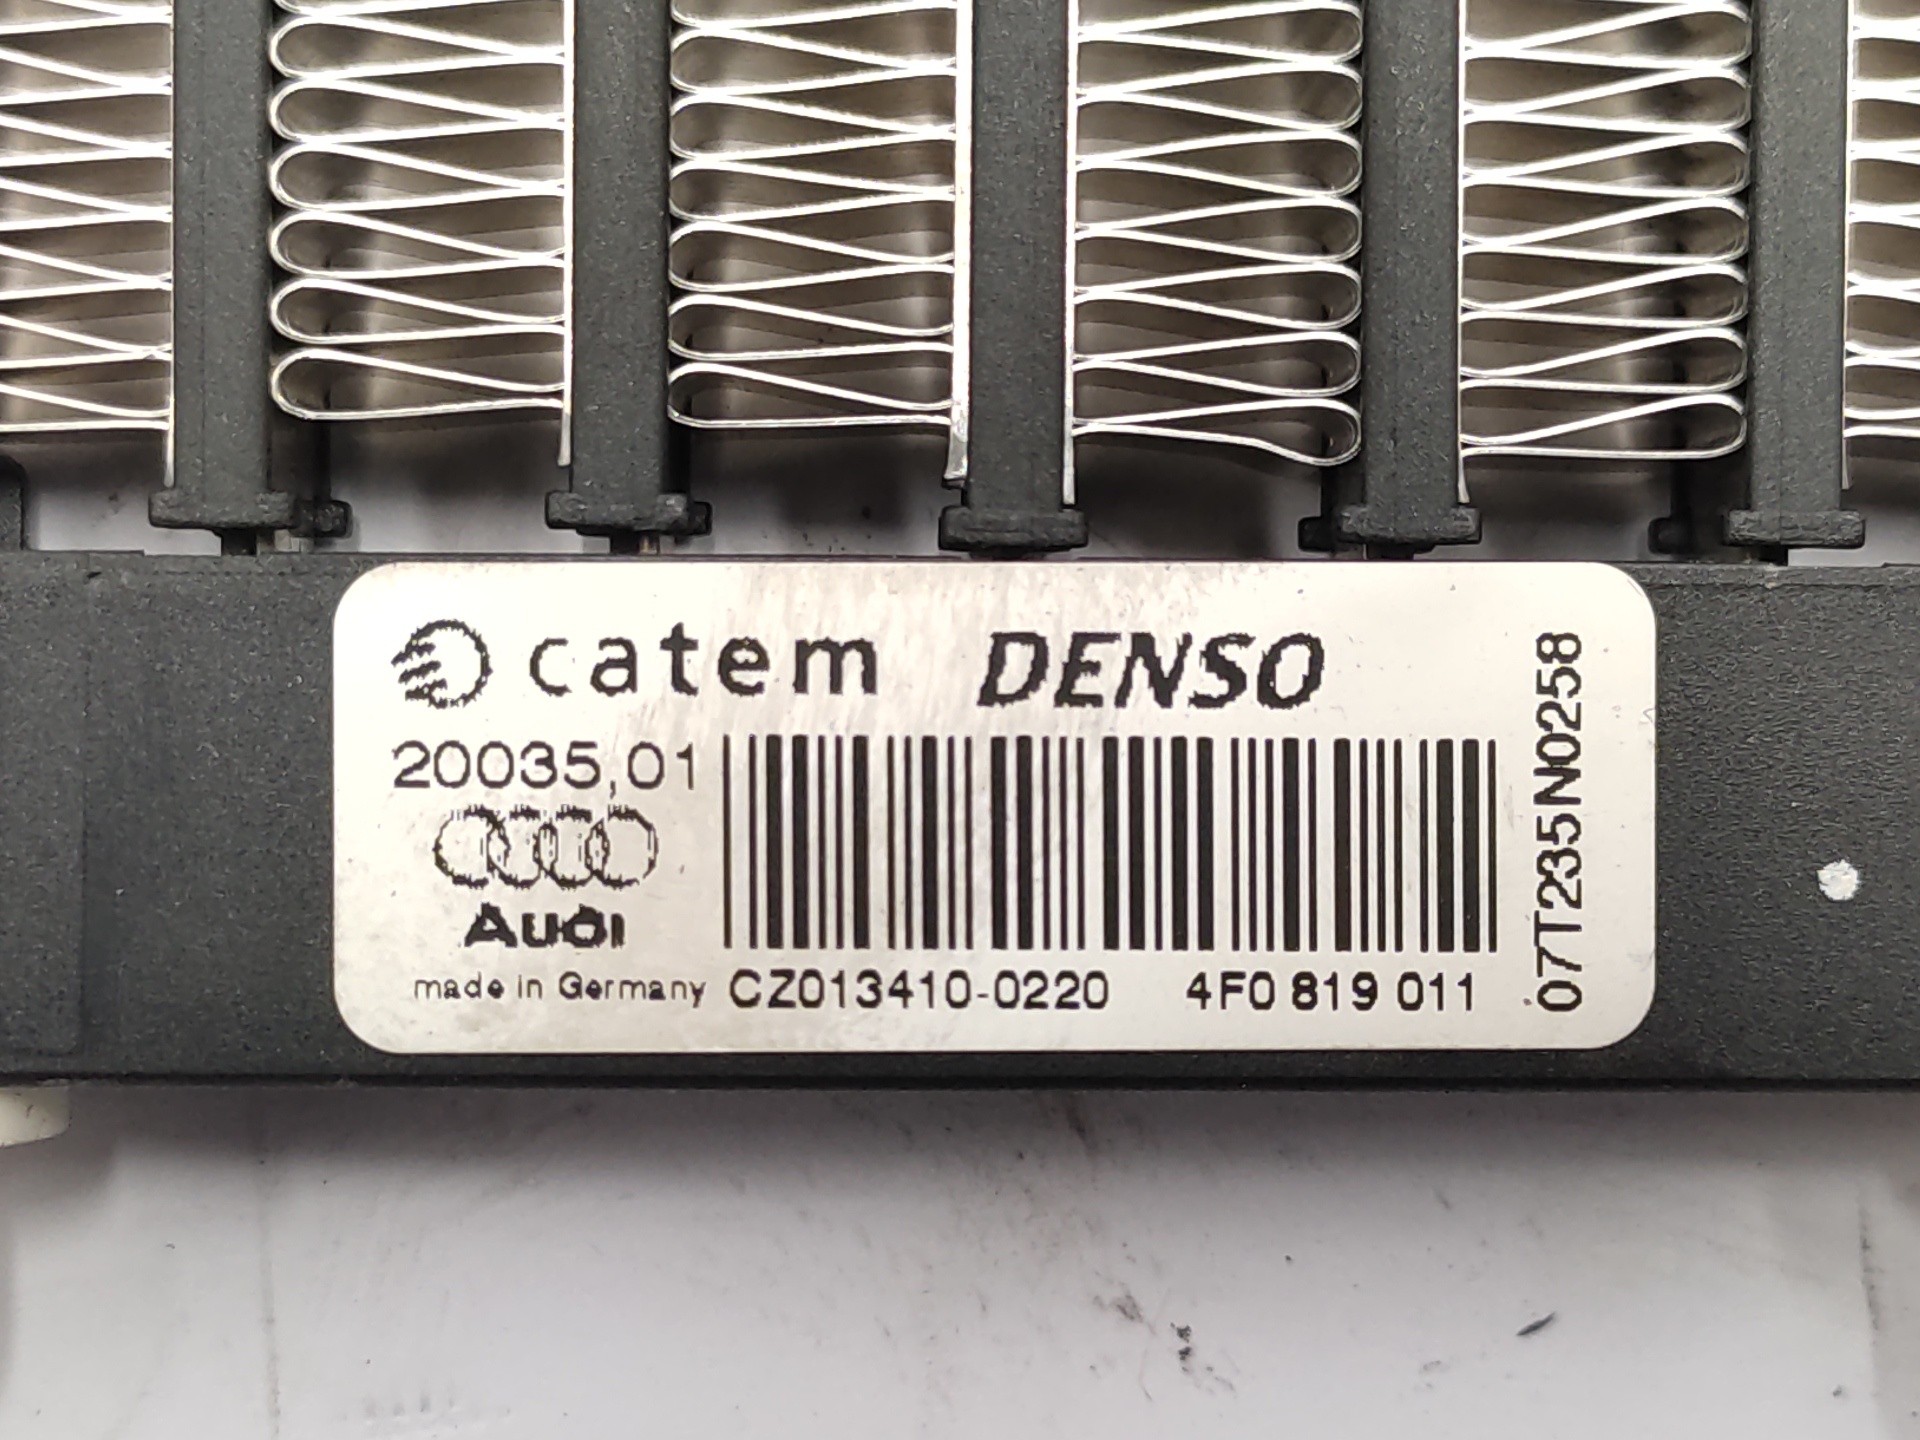 catem DENSO
20035,01
Audi
made in Germany CZ013410-0220 4F0 819 011
07T235N0258